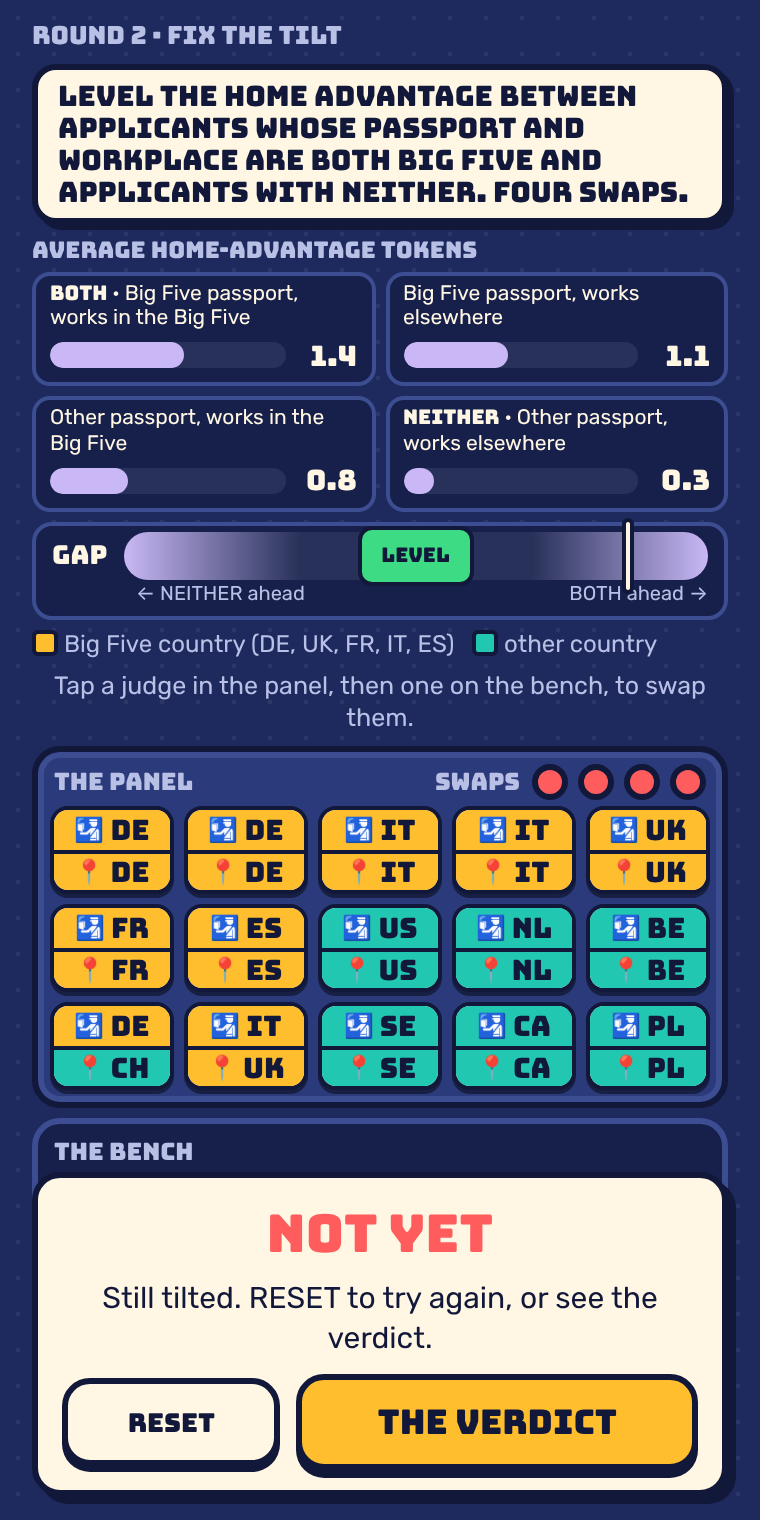 ROUND 2 • FIX THE TILT
LEVEL THE HOME ADVANTAGE BETWEEN
APPLICANTS WHOSE PASSPORT AND
WORKPLACE ARE BOTH BIG FIVE AND
APPLICANTS WITH NEITHER. FOUR SWAPS.
AVERAGE HOME-ADVANTAGE TOKENS
BOTH • Big Five passport,
works in the Big Five
1.4
Big Five passport, works
elsewhere
1.1
Other passport, works in the
Big Five
0.8
NEITHER • Other passport,
works elsewhere
0.3
GAP
LEVEL
← NEITHER ahead
BOTH ahead →
Big Five country (DE, UK, FR, IT, ES)
other country
Tap a judge in the panel, then one on the bench, to swap
them.
THE PANEL
SWAPS
DE DE IT IT UK
DE DE IT IT UK
FR ES US NL BE
FR ES US NL BE
DE IT SE CA PL
CH UK SE CA PL
THE BENCH
NOT YET
Still tilted. RESET to try again, or see the
verdict.
RESET
THE VERDICT